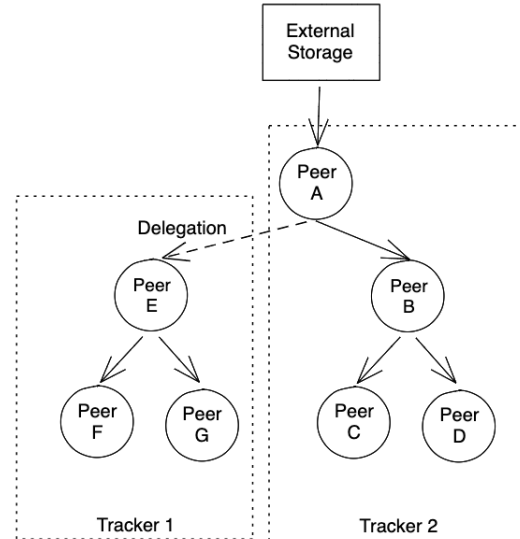 External
Storage
Peer
A
Delegation
Peer
E
Peer
B
Peer
F
Peer
G
Peer
C
Peer
D
Tracker 1
Tracker 2